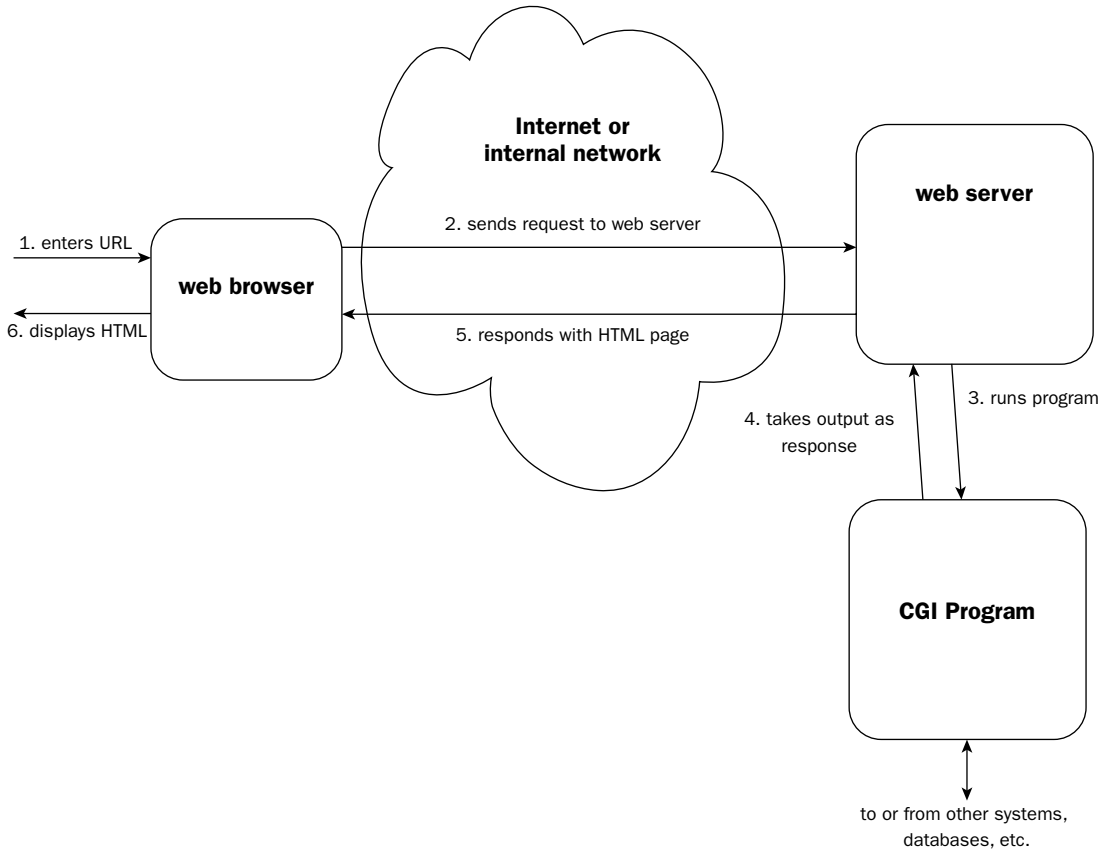 Internet or
internal network
web server
2. sends request to web server
1. enters URL
web browser
6. displays HTML
5. responds with HTML page
3. runs program
4. takes output as
response
CGI Program
to or from other systems,
databases, etc.